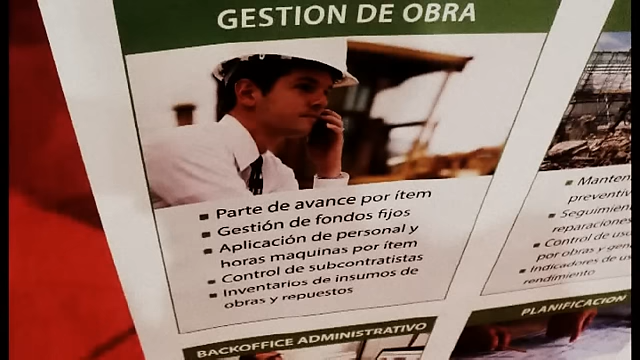 GESTION DE OBRA
▪ Parte de avance por ítem
▪ Gestión de fondos fijos
▪ Aplicación de personal y
horas maquinas por ítem
▪ Control de subcontratistas
▪ Inventarios de insumos de
obras y repuestos
▪ Manten
preventiv
▪ Seguimien
reparaciones
▪ Control de uso
por obras y gen
▪ Indicadores de us
rendimiento
BACKOFFICE ADMINISTRATIVO
PLANIFICACION